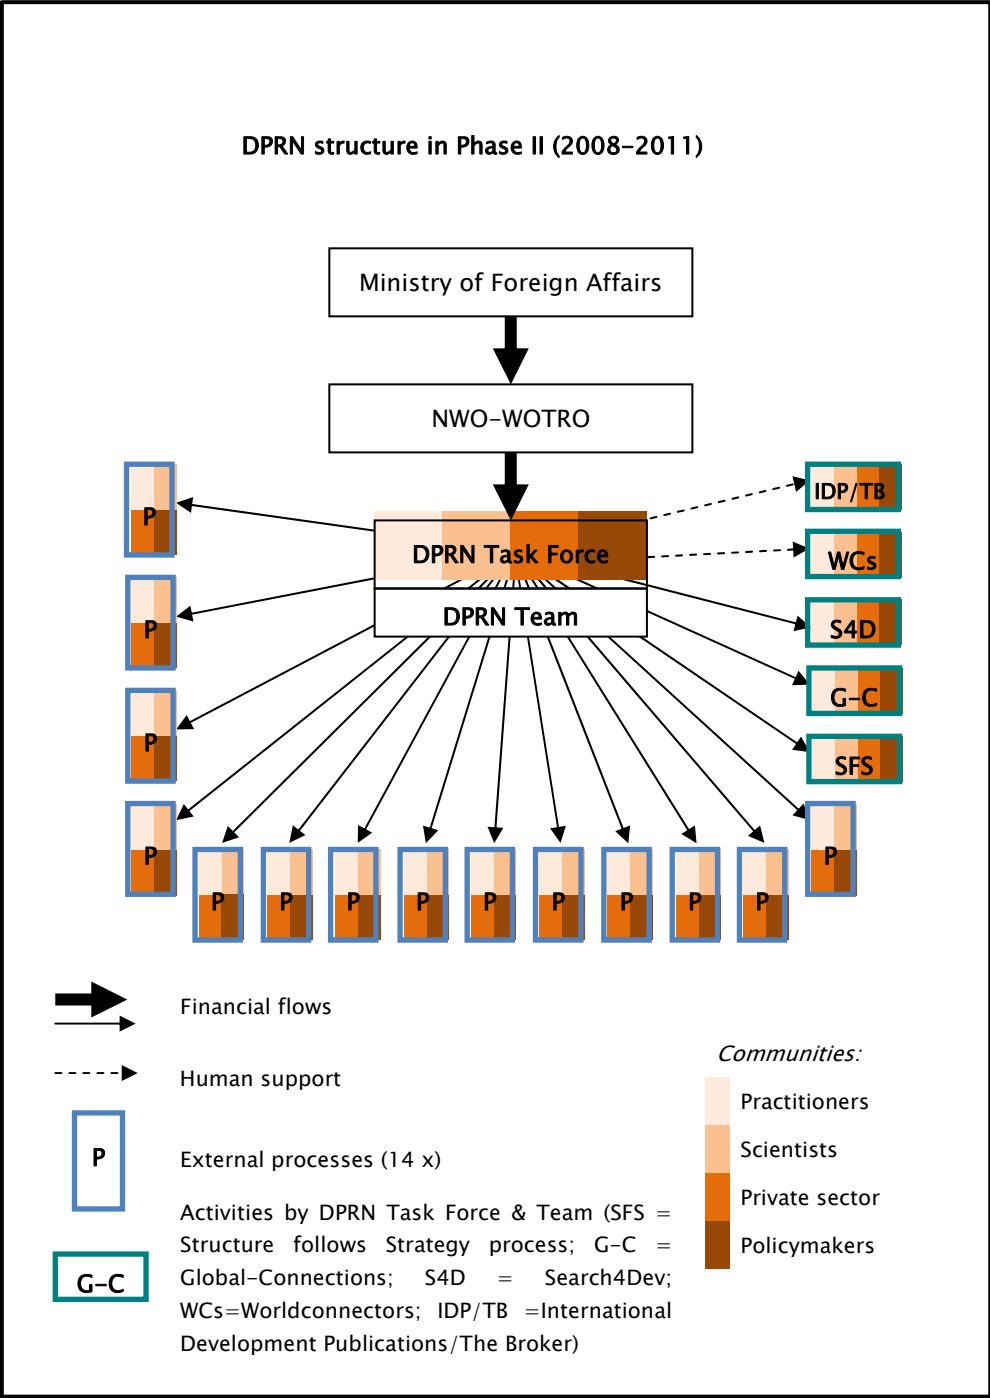 DPRN structure in Phase II (2008–2011)
Ministry of Foreign Affairs
NWO–WOTRO
DPRN Task Force
DPRN Team
IDP/TB
WCs
S4D
G–C
SFS
P
P
P
P
P
P
P
P
P
P
P
P
P
P
Financial flows
Human support
P
External processes (14 x)
G–C
Activities by DPRN Task Force & Team (SFS =
Structure follows Strategy process; G–C =
Global–Connections; S4D = Search4Dev;
WCs=Worldconnectors; IDP/TB =International
Development Publications/The Broker)
Communities:
Practitioners
Scientists
Private sector
Policymakers